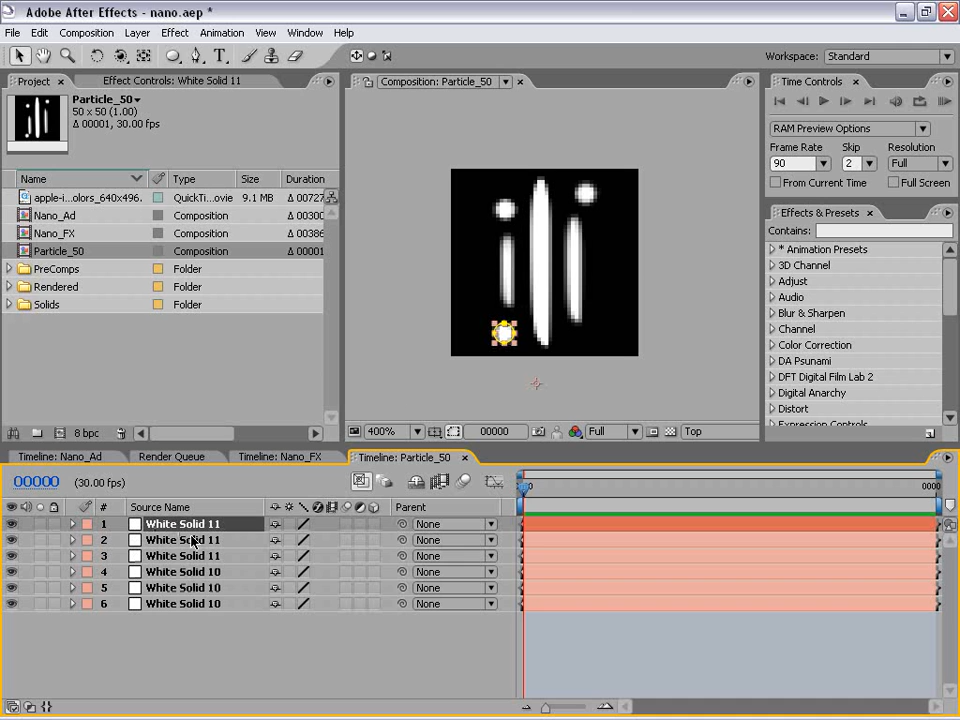 Adobe After Effects - nano.aep *
File Edit Composition Layer Effect Animation View Window Help
Workspace: Standard
Project Effect Controls: White Solid 11
Particle_50
50 x 50 (1.00)
Δ 00001, 30.00 fps
Name Type Size Duration
apple-i...olors_640x496. QuickTi...ovie 9.1 MB Δ 00727
Nano_Ad Composition Δ 00300
Nano_FX Composition Δ 00386
Particle_50 Composition Δ 00001
PreComps Folder
Rendered Folder
Solids Folder
8 bpc
Composition: Particle_50
400% 00000 Full Top
Time Controls
RAM Preview Options
Frame Rate Skip Resolution
90 2 Full
From Current Time Full Screen
Effects & Presets
Contains:
* Animation Presets
3D Channel
Adjust
Audio
Blur & Sharpen
Channel
Color Correction
DA Psunami
DFT Digital Film Lab 2
Digital Anarchy
Distort
Expression Controls
Timeline: Nano_Ad Render Queue Timeline: Nano_FX Timeline: Particle_50
00000 (30.00 fps)
0 0000
# Source Name Parent
1 White Solid 11 None
2 White Solid 11 None
3 White Solid 11 None
4 White Solid 10 None
5 White Solid 10 None
6 White Solid 10 None